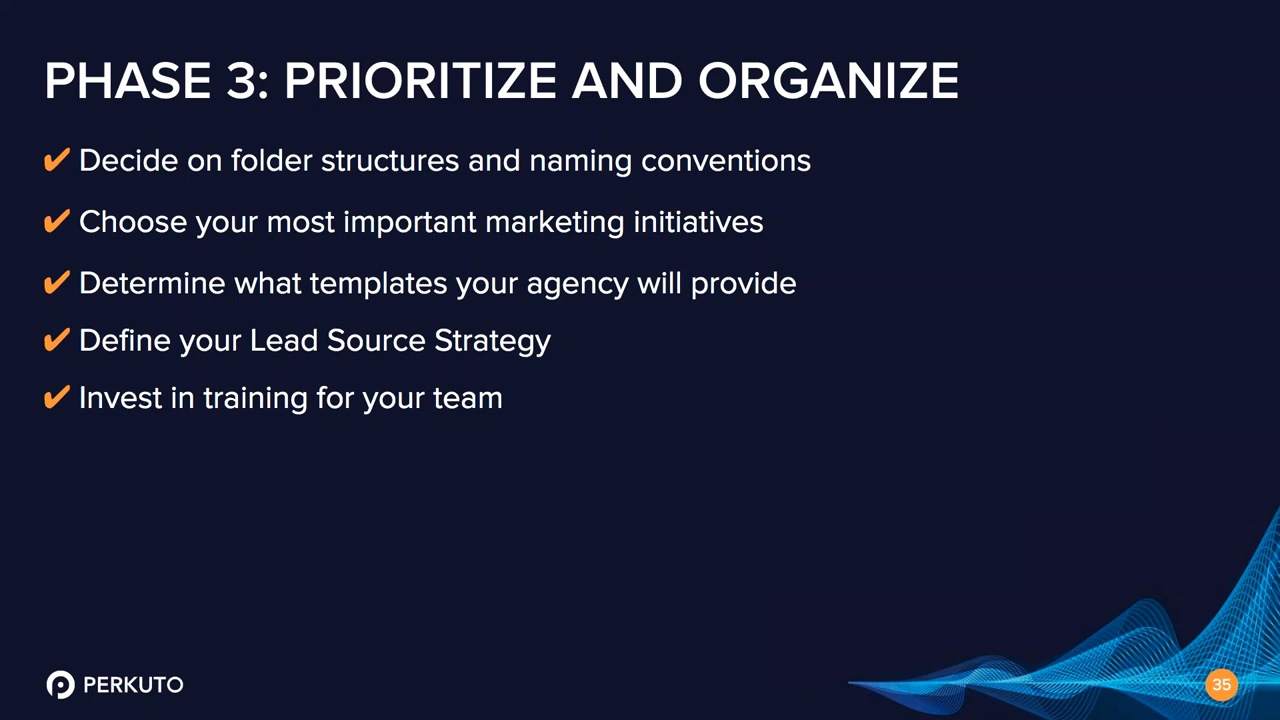 PHASE 3: PRIORITIZE AND ORGANIZE
✔ Decide on folder structures and naming conventions
✔ Choose your most important marketing initiatives
✔ Determine what templates your agency will provide
✔ Define your Lead Source Strategy
✔ Invest in training for your team
PERKUTO
35